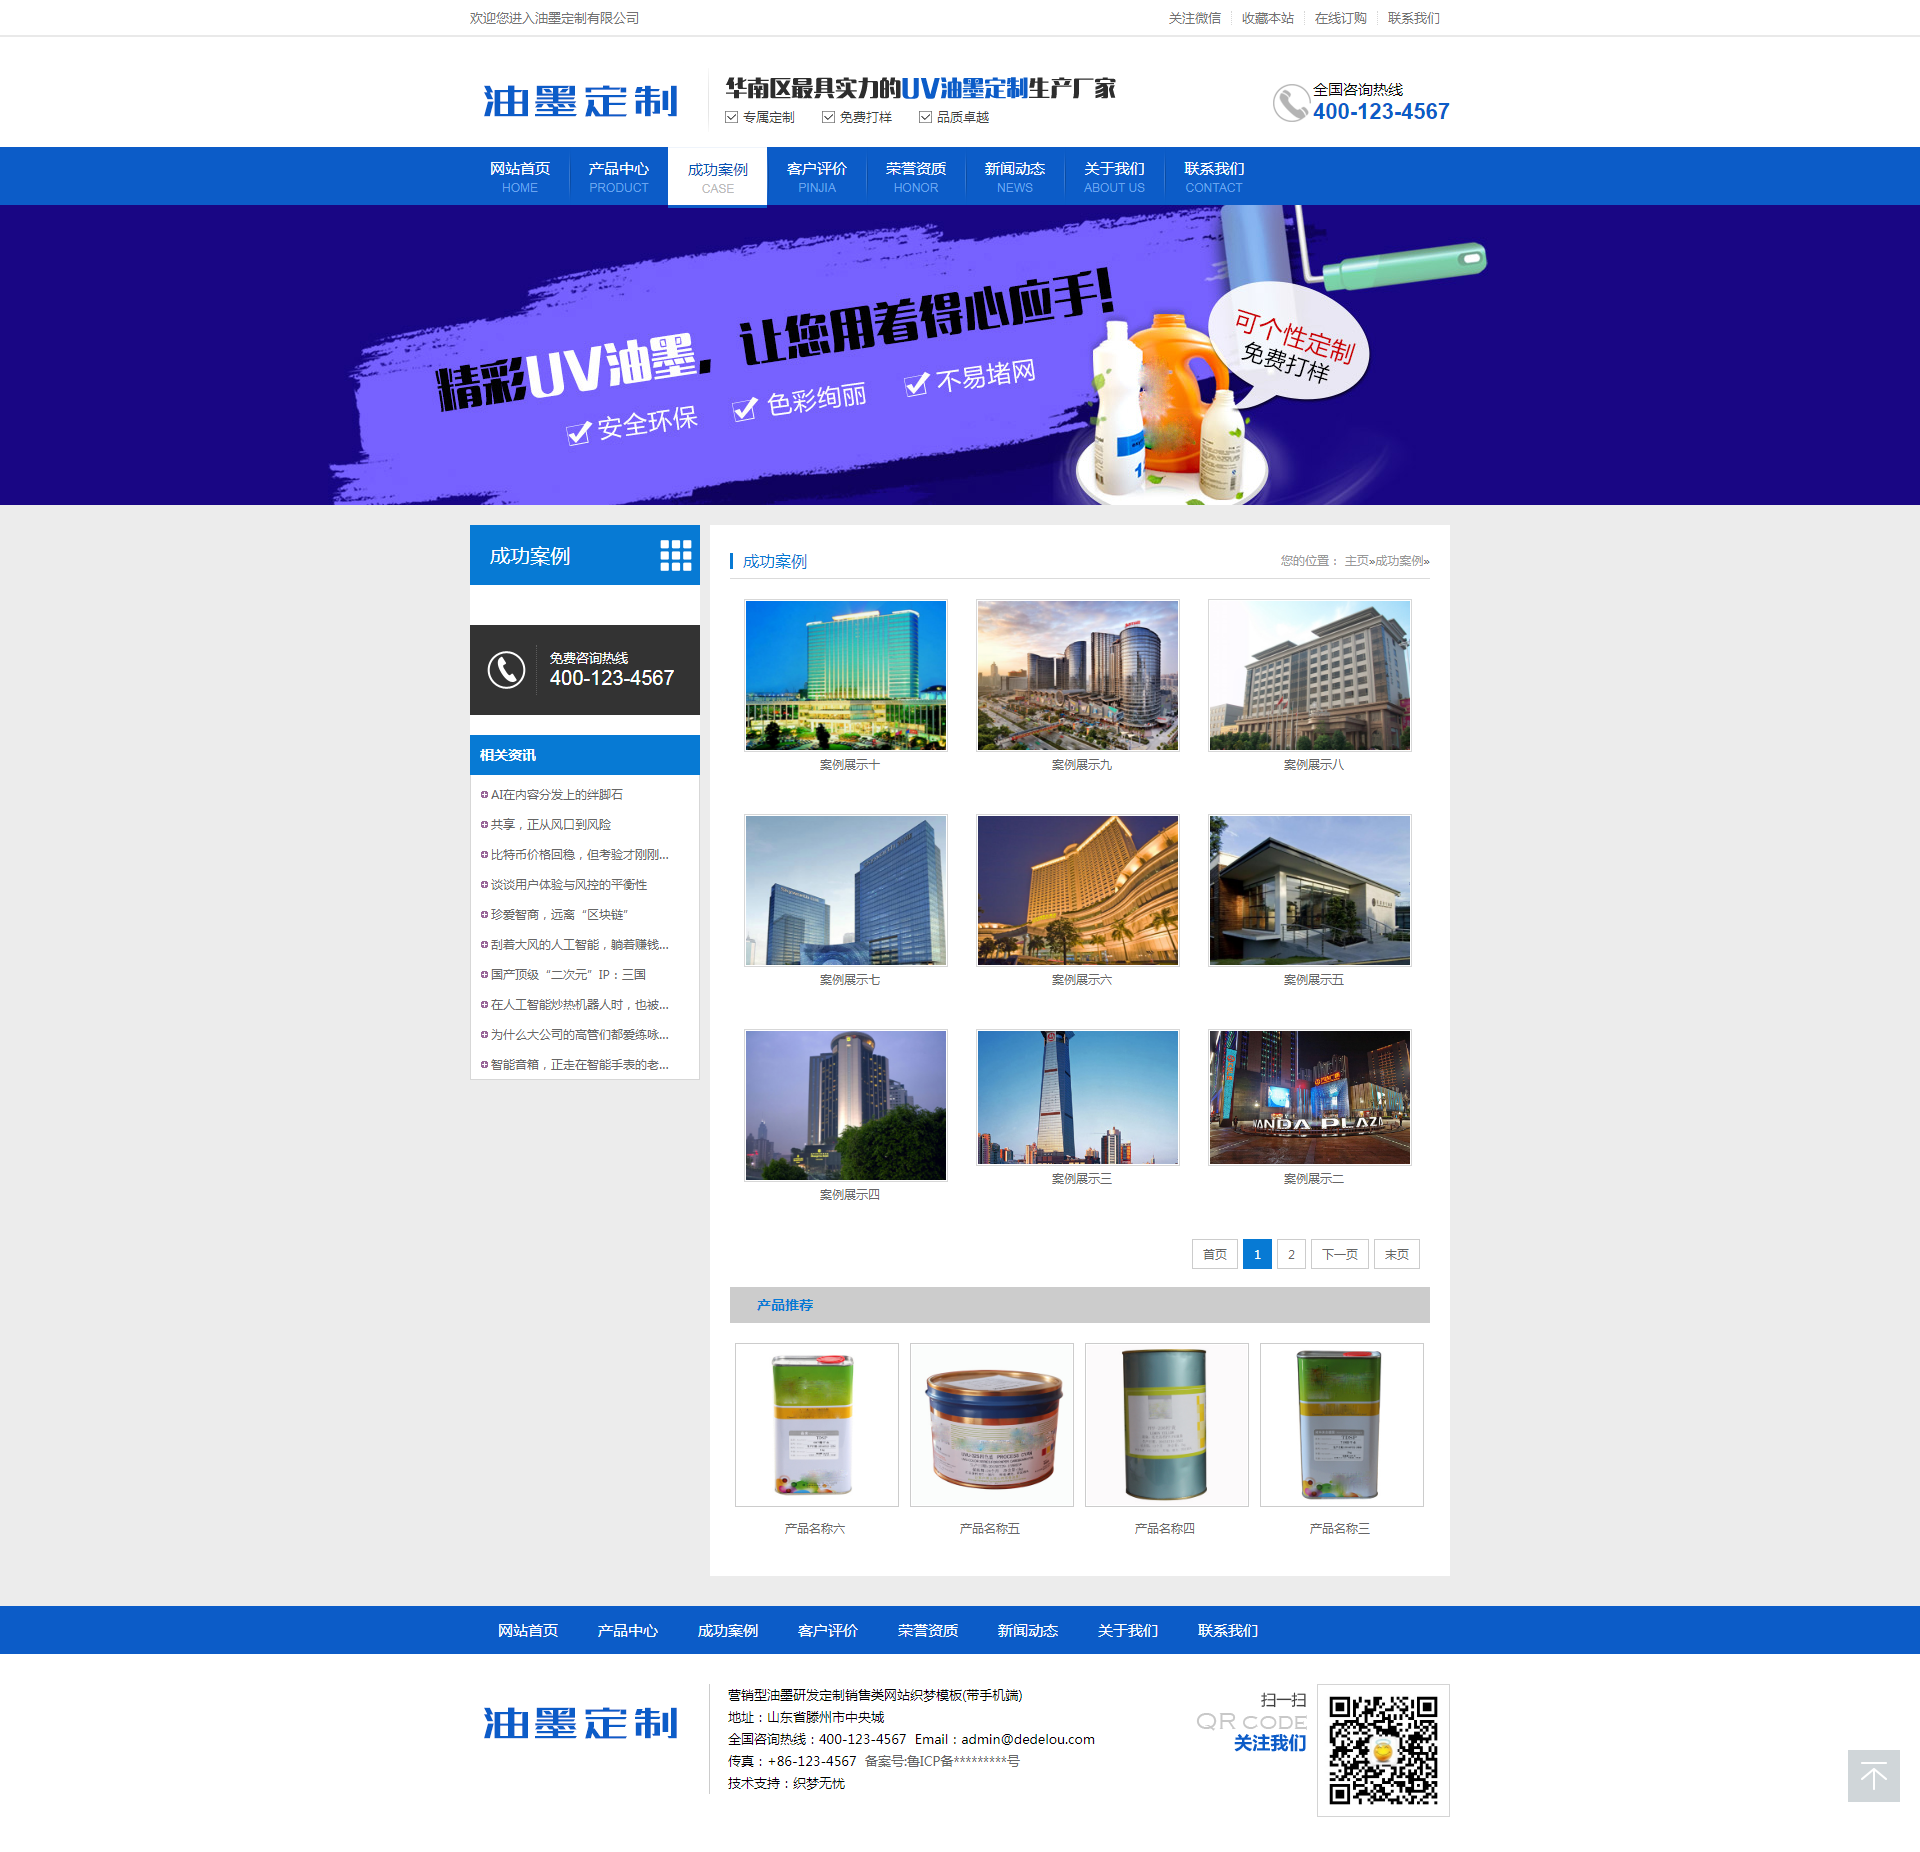 欢迎您进入油墨定制有限公司
关注微信 收藏本站 在线订购 联系我们
油墨定制
华南区最具实力的UV油墨定制生产厂家
专属定制 免费打样 品质卓越
全国咨询热线
400-123-4567
网站首页 产品中心 成功案例 客户评价 荣誉资质 新闻动态 关于我们 联系我们
HOME PRODUCT CASE PINJIA HONOR NEWS ABOUT US CONTACT
精彩UV油墨，让您用着得心应手!
安全环保 色彩绚丽 不易堵网
可个性定制
免费打样
成功案例
免费咨询热线
400-123-4567
相关资讯
AI在内容分发上的绊脚石
共享，正从风口到风险
比特币价格回稳，但考验才刚刚...
谈谈用户体验与风控的平衡性
珍爱智商，远离“区块链”
刮着大风的人工智能，躺着赚钱...
国产顶级“二次元”IP：三国
在人工智能炒热机器人时，也被...
为什么大公司的高管们都爱练咏...
智能音箱，正走在智能手表的老...
成功案例
您的位置： 主页»成功案例»
案例展示十 案例展示九 案例展示八
案例展示七 案例展示六 案例展示五
ANDA PLAZA
案例展示四 案例展示三 案例展示二
首页 1 2 下一页 末页
产品推荐
产品名称六 产品名称五 产品名称四 产品名称三
网站首页 产品中心 成功案例 客户评价 荣誉资质 新闻动态 关于我们 联系我们
油墨定制
营销型油墨研发定制销售类网站织梦模板(带手机端)
地址：山东省滕州市中央城
全国咨询热线：400-123-4567 Email：admin@dedelou.com
传真：+86-123-4567 备案号:鲁ICP备*********号
技术支持：织梦无忧
扫一扫
QR CODE
关注我们